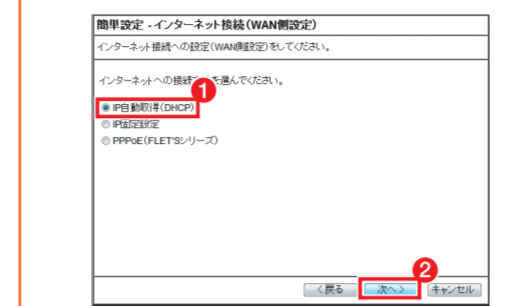 簡単設定 - インターネット接続(WAN側設定)
インターネット接続への設定(WAN側設定)をしてください。
インターネットへの接続 を選んでください。
1
IP自動取得(DHCP)
IP固定設定
PPPoE(FLET'Sシリーズ)
2
<戻る 次へ> キャンセル